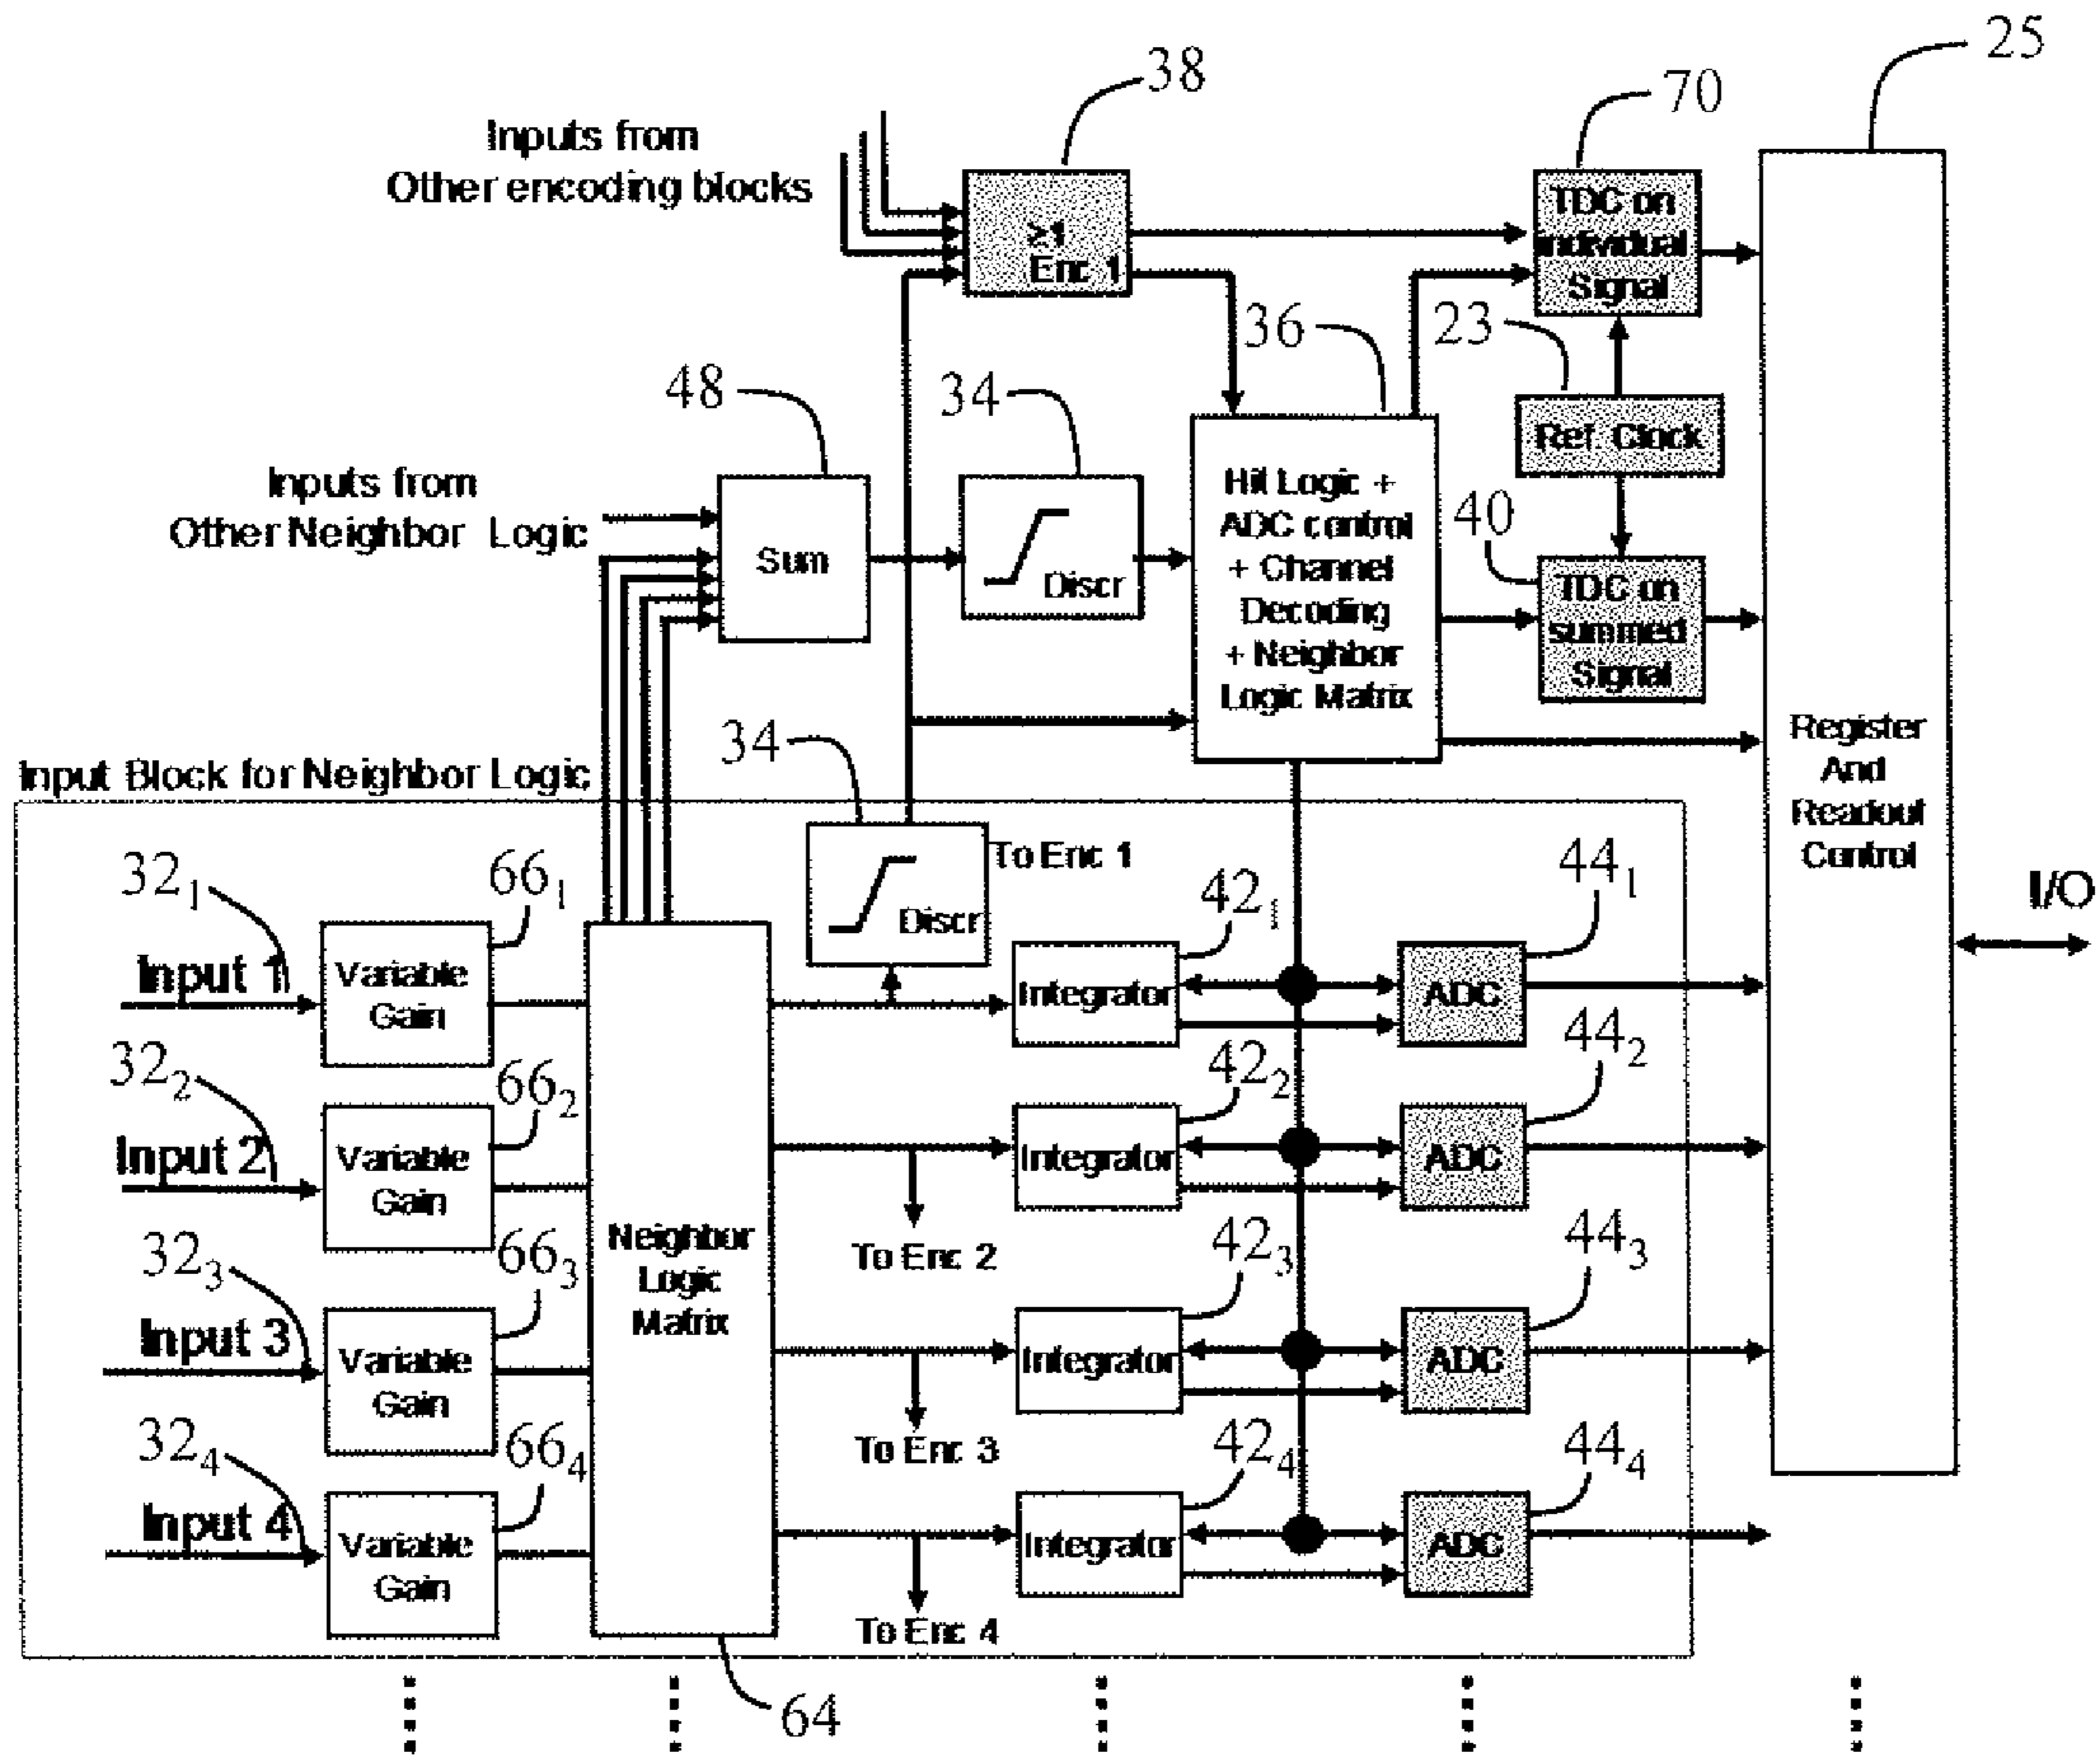 25
38
70
Inputs from
Other encoding blocks
≥1
Enc 1
TDC on
individual
Signal
36
23
48
34
Ref. Clock
Inputs from
Other Neighbor Logic
Sum
Discr
Hit Logic +
ADC control
+ Channel
Decoding
+ Neighbor
Logic Matrix
40
TDC on
summed
Signal
34
Register
And
Readout
Control
Input Block for Neighbor Logic
Discr
To Enc 1
I/O
32₁
Input 1
66₁
Variable
Gain
42₁
Integrator
44₁
ADC
32₂
Input 2
66₂
Variable
Gain
42₂
Integrator
44₂
ADC
To Enc 2
Neighbor
Logic
Matrix
32₃
Input 3
66₃
Variable
Gain
42₃
Integrator
44₃
ADC
To Enc 3
32₄
Input 4
66₄
Variable
Gain
42₄
Integrator
44₄
ADC
To Enc 4
64